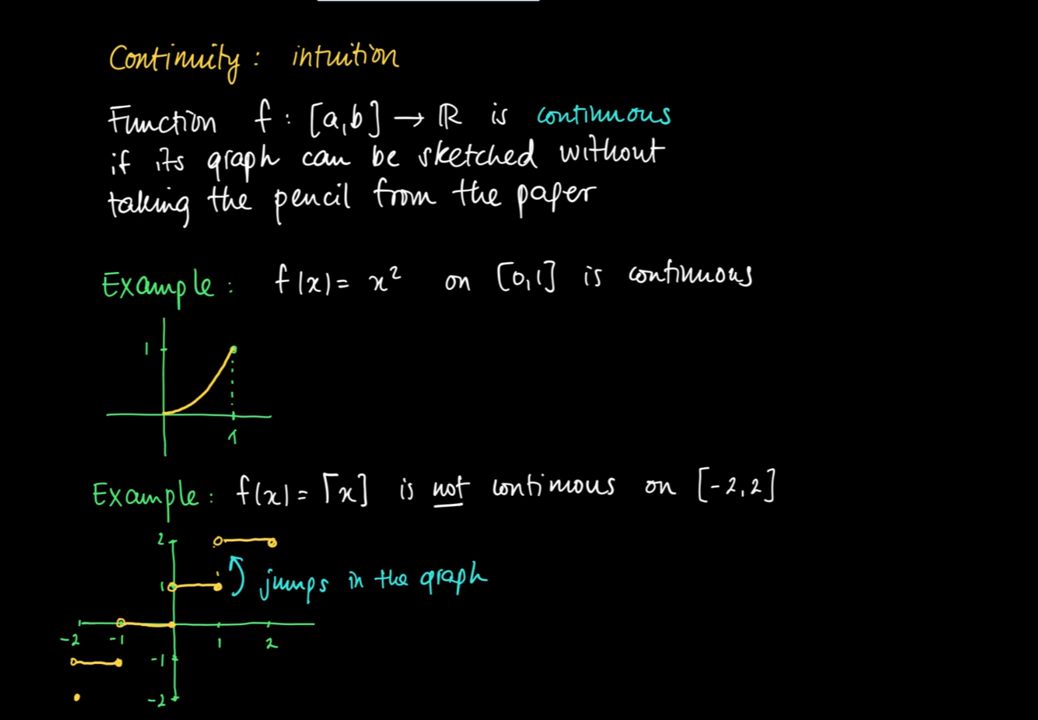 Continuity: intuition
Function f: [a,b] → ℝ is continuous
if its graph can be sketched without
taking the pencil from the paper
Example: f(x)= x² on [0,1] is continuous
1
1
Example: f(x)= ⌈x⌉ is not continuous on [-2,2]
2
1 jumps in the graph
-2 -1 1 2
-1
-2